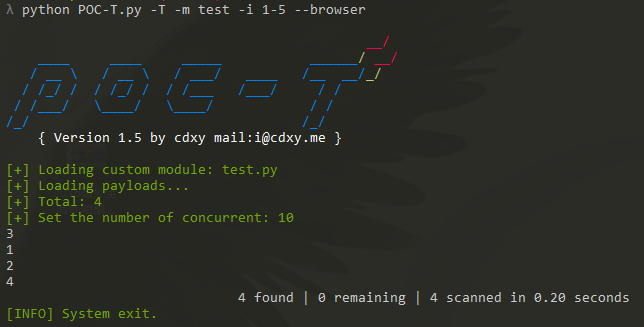 λ python POC-T.py -T -m test -i 1-5 --browser
POC-T
{ Version 1.5 by cdxy mail:i@cdxy.me }
[+] Loading custom module: test.py
[+] Loading payloads...
[+] Total: 4
[+] Set the number of concurrent: 10
3
1
2
4
4 found | 0 remaining | 4 scanned in 0.20 seconds
[INFO] System exit.